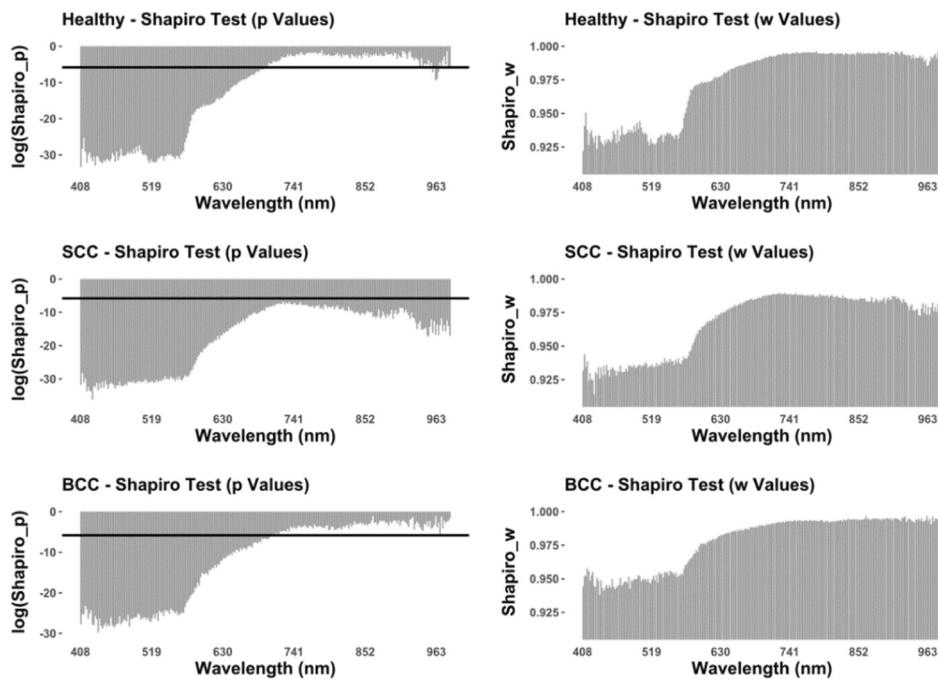 Healthy - Shapiro Test (p Values)
log(Shapiro_p)
0
-10
-20
-30
408 519 630 741 852 963
Wavelength (nm)
Healthy - Shapiro Test (w Values)
Shapiro_w
1.000
0.975
0.950
0.925
408 519 630 741 852 963
Wavelength (nm)
SCC - Shapiro Test (p Values)
log(Shapiro_p)
0
-10
-20
-30
408 519 630 741 852 963
Wavelength (nm)
SCC - Shapiro Test (w Values)
Shapiro_w
1.000
0.975
0.950
0.925
408 519 630 741 852 963
Wavelength (nm)
BCC - Shapiro Test (p Values)
log(Shapiro_p)
0
-10
-20
-30
408 519 630 741 852 963
Wavelength (nm)
BCC - Shapiro Test (w Values)
Shapiro_w
1.000
0.975
0.950
0.925
408 519 630 741 852 963
Wavelength (nm)